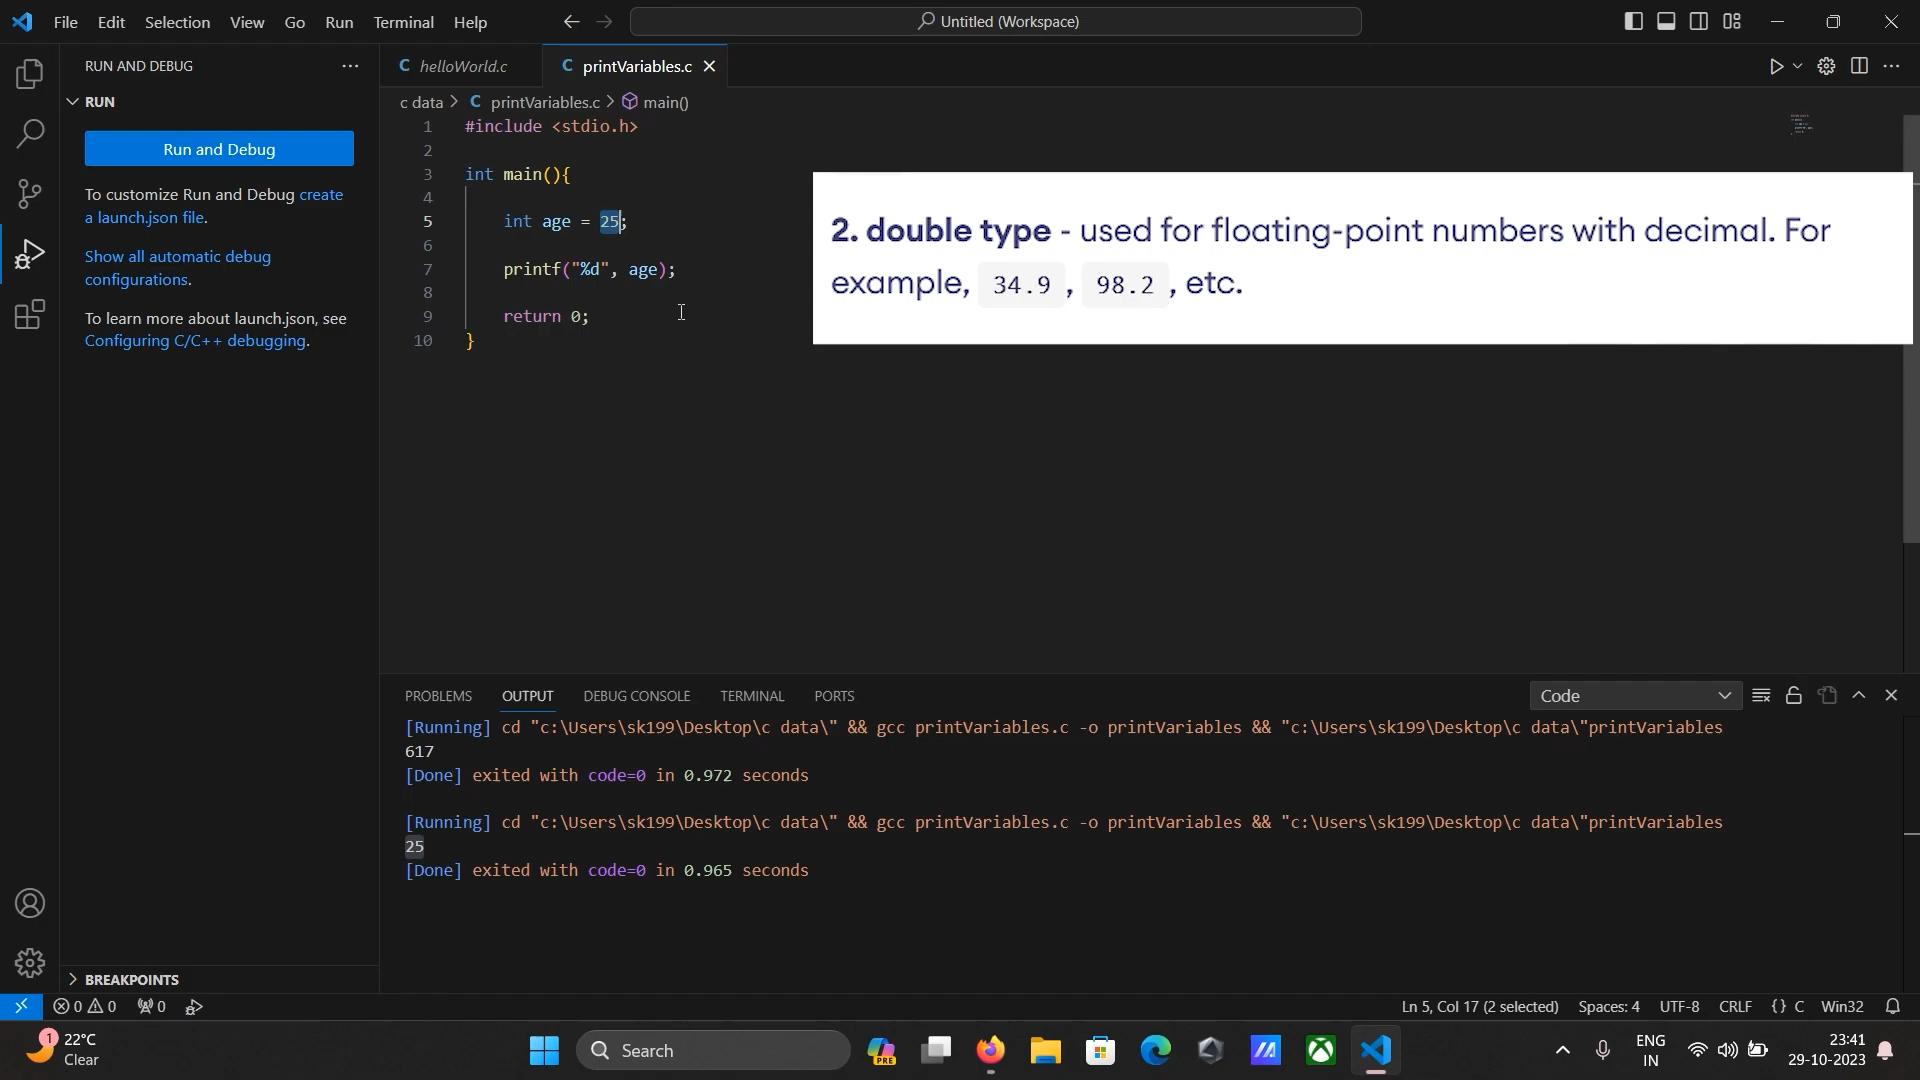 File Edit Selection View Go Run Terminal Help
Untitled (Workspace)
RUN AND DEBUG
RUN
Run and Debug
To customize Run and Debug create
a launch.json file.
Show all automatic debug
configurations.
To learn more about launch.json, see
Configuring C/C++ debugging.
BREAKPOINTS
C helloWorld.c
C printVariables.c
c data > C printVariables.c > main()
1 #include <stdio.h>
2
3 int main(){
4
5 int age = 25;
6
7 printf("%d", age);
8
9 return 0;
10 }
2. double type - used for floating-point numbers with decimal. For
example, 34.9 , 98.2 , etc.
PROBLEMS OUTPUT DEBUG CONSOLE TERMINAL PORTS
Code
[Running] cd "c:\Users\sk199\Desktop\c data\" && gcc printVariables.c -o printVariables && "c:\Users\sk199\Desktop\c data\"printVariables
617
[Done] exited with code=0 in 0.972 seconds
[Running] cd "c:\Users\sk199\Desktop\c data\" && gcc printVariables.c -o printVariables && "c:\Users\sk199\Desktop\c data\"printVariables
25
[Done] exited with code=0 in 0.965 seconds
0 0 0
Ln 5, Col 17 (2 selected) Spaces: 4 UTF-8 CRLF {} C Win32
1
22°C
Clear
Search
PRE
ENG
IN
23:41
29-10-2023